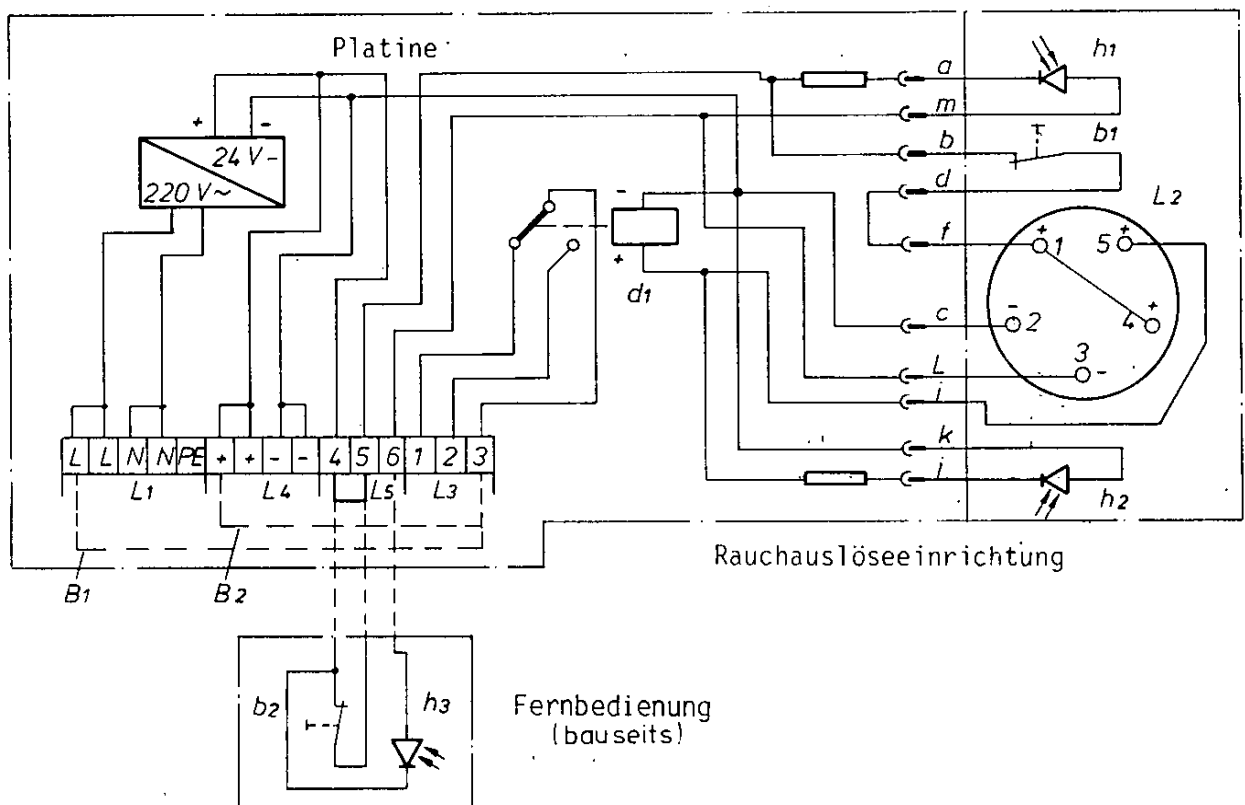 Platine
+ -
24 V-
220 V~
a h1
m
b b1
d
L2
f + 1 + 5
- +
d1
c - 2 4 +
3
L -
i
k
j h2
L L N N PE + + - - 4 5 6 1 2 3
L1 L4 L5 L3
B1 B2
Rauchauslöseeinrichtung
b2 h3
Fernbedienung
(bauseits)